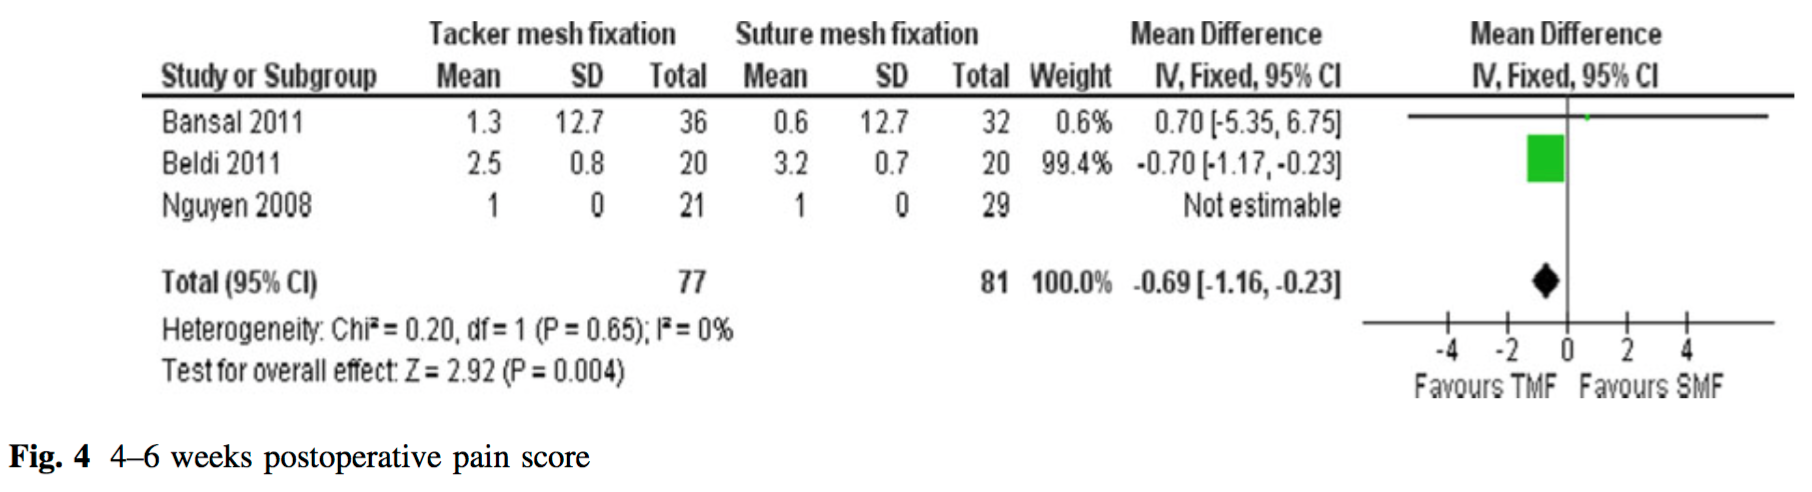 Tacker mesh fixation Suture mesh fixation Mean Difference Mean Difference
Study or Subgroup Mean SD Total Mean SD Total Weight IV, Fixed, 95% CI IV, Fixed, 95% CI
Bansal 2011 1.3 12.7 36 0.6 12.7 32 0.6% 0.70 [-5.35, 6.75]
Beldi 2011 2.5 0.8 20 3.2 0.7 20 99.4% -0.70 [-1.17, -0.23]
Nguyen 2008 1 0 21 1 0 29 Not estimable
Total (95% CI) 77 81 100.0% -0.69 [-1.16, -0.23]
Heterogeneity: Chi² = 0.20, df = 1 (P = 0.65); I² = 0%
Test for overall effect: Z = 2.92 (P = 0.004)
-4 -2 0 2 4
Favours TMF Favours SMF
Fig. 4 4–6 weeks postoperative pain score